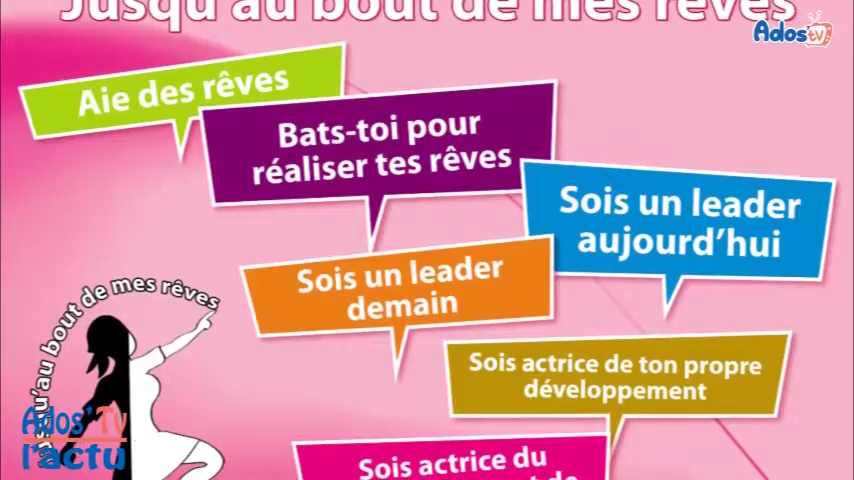 Jusqu'au bout de mes rêves
Ados'tv
Aie des rêves
Bats-toi pour
réaliser tes rêves
Sois un leader
aujourd'hui
Sois un leader
demain
Sois actrice de ton propre
développement
Sois actrice du
de
Jusqu'au bout de mes rêves
Ados'Tv
l'actu